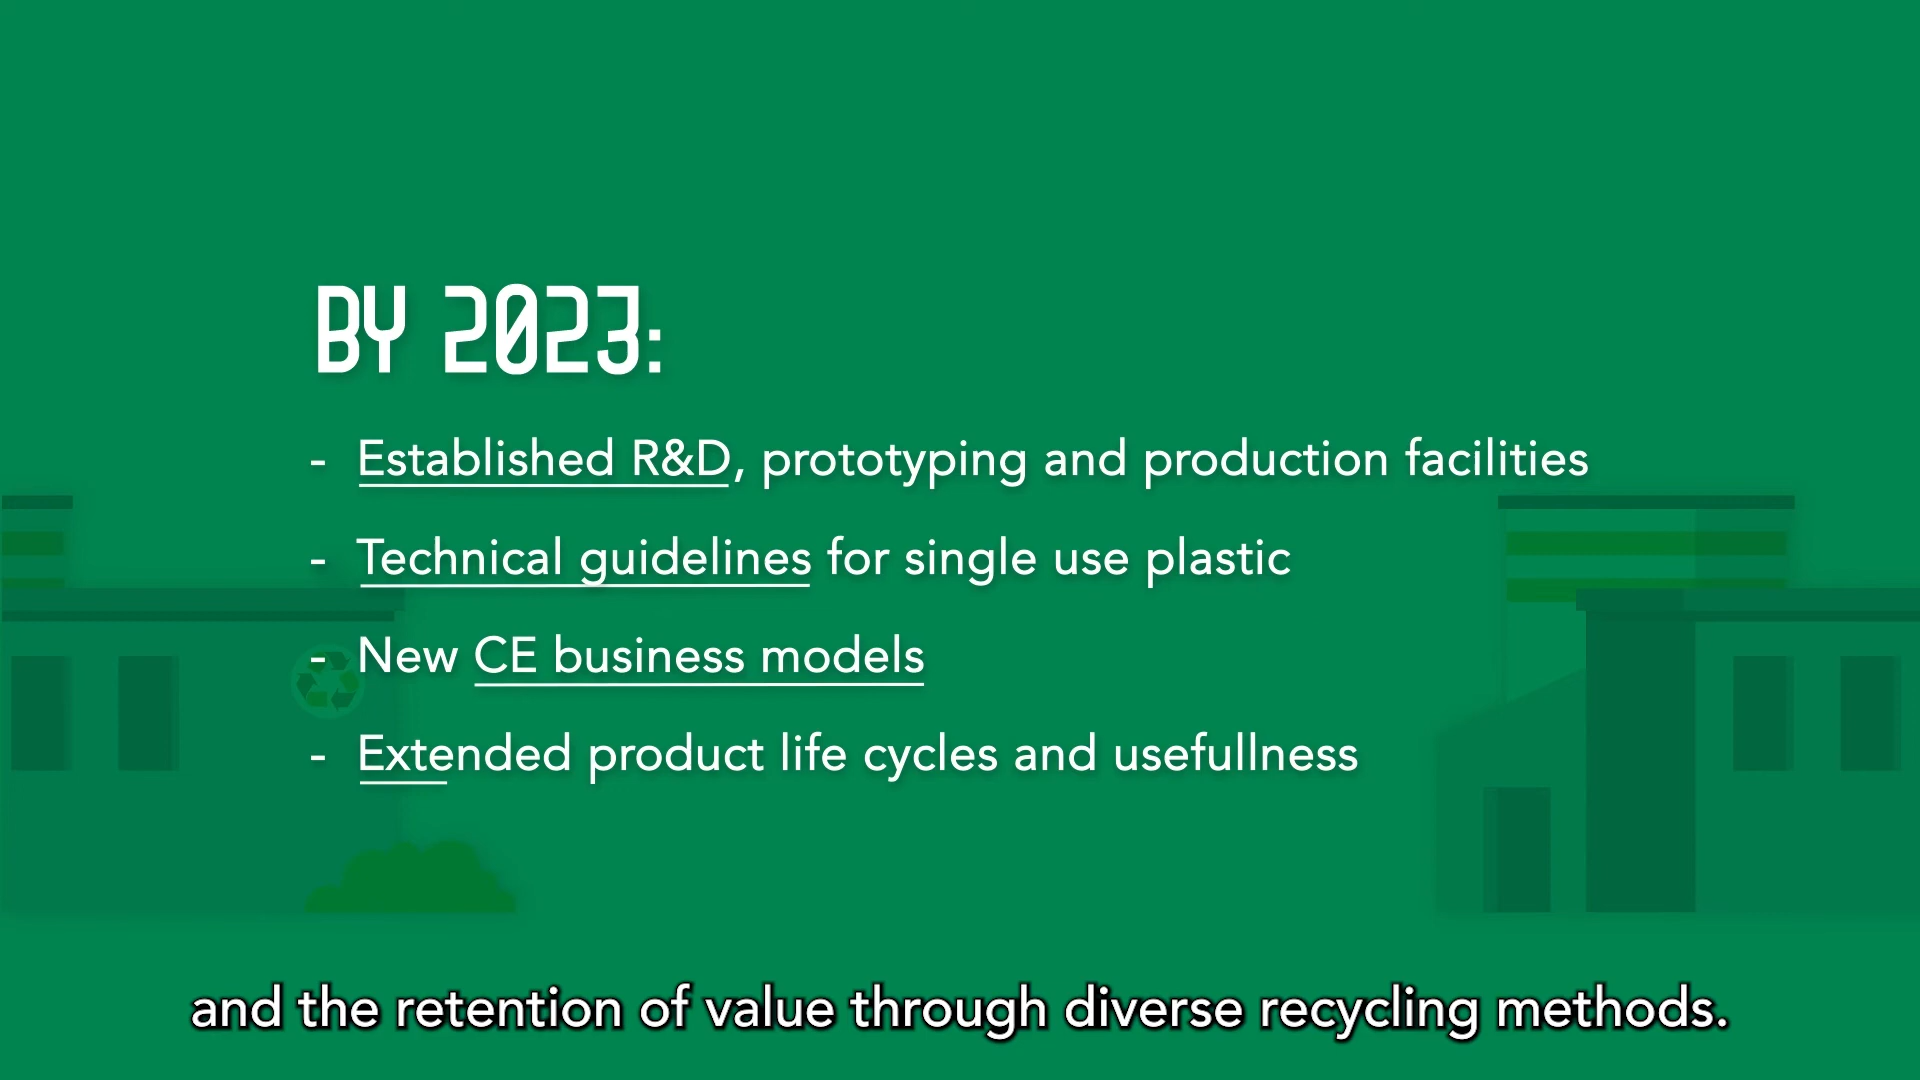 BY 2023:
- Established R&D, prototyping and production facilities
- Technical guidelines for single use plastic
- New CE business models
- Extended product life cycles and usefullness
and the retention of value through diverse recycling methods.